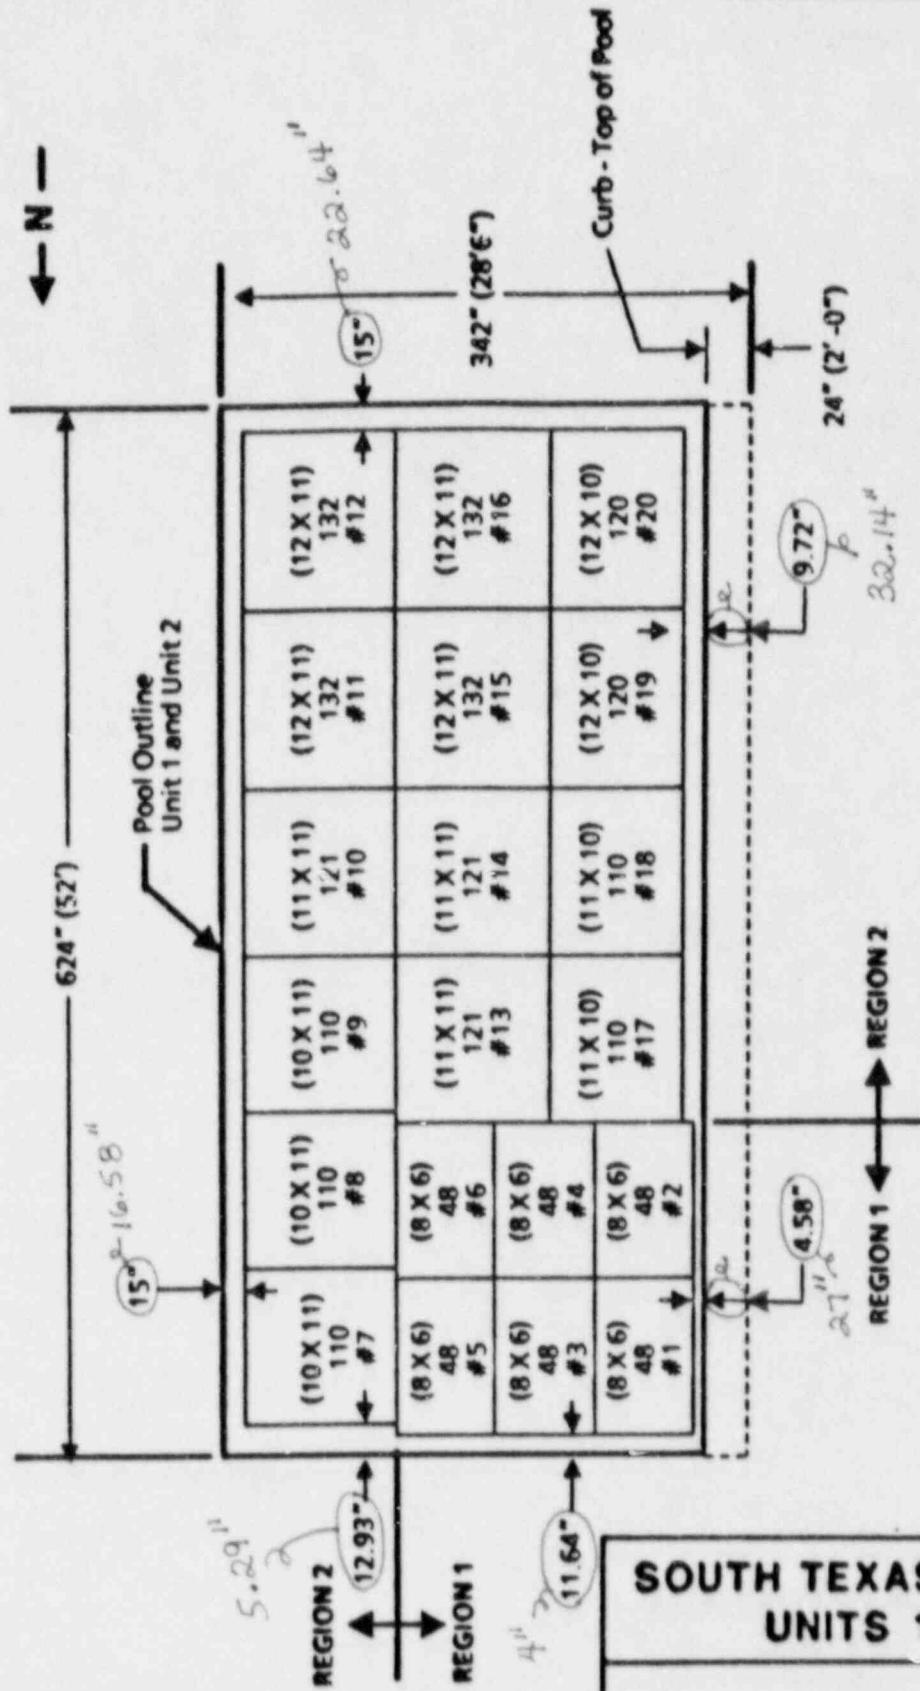 ← N —
624" (52')
Pool Outline
Unit 1 and Unit 2
15"
16.58"
15"
22.64"
342" (28'6")
Curb - Top of Pool
24" (2' -0")
(10 X 11)
110
#7
(10 X 11)
110
#8
(10 X 11)
110
#9
(11 X 11)
121
#10
(12 X 11)
132
#11
(12 X 11)
132
#12
(8 X 6)
48
#5
(8 X 6)
48
#6
(11 X 11)
121
#13
(11 X 11)
121
#14
(12 X 11)
132
#15
(12 X 11)
132
#16
(8 X 6)
48
#3
(8 X 6)
48
#4
(8 X 6)
48
#1
(8 X 6)
48
#2
(11 X 10)
110
#17
(11 X 10)
110
#18
(12 X 10)
120
#19
(12 X 10)
120
#20
5.29"
12.93"
REGION 2
REGION 1
4"
11.64"
4.58"
27"
9.72"
32.14"
REGION 1
REGION 2
SOUTH TEXAS
UNITS